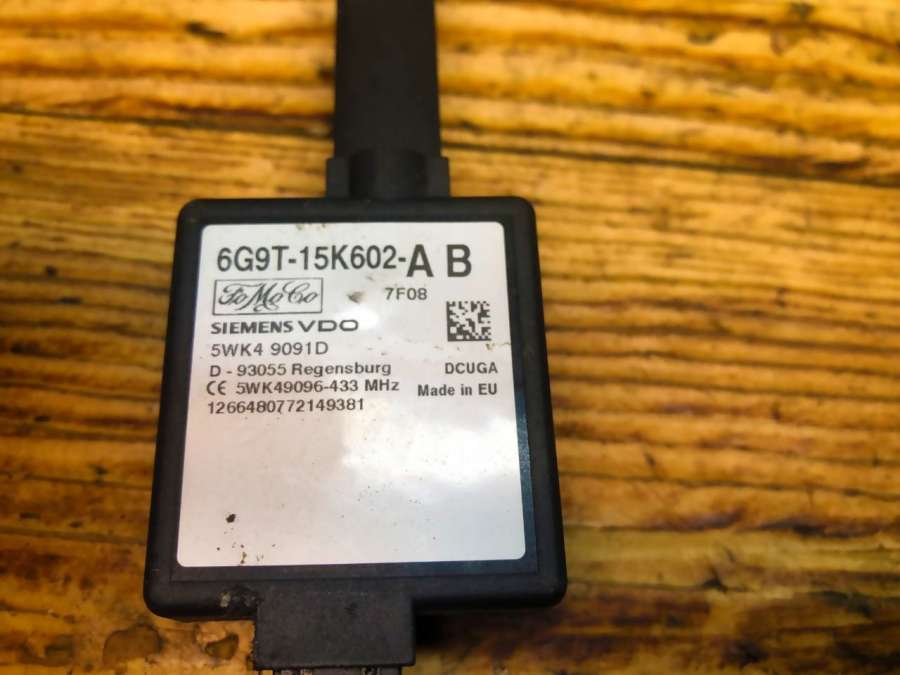 6G9T-15K602-A B
FoMoCo 7F08
SIEMENS VDO
5WK4 9091D
D - 93055 Regensburg DCUGA
CE 5WK49096-433 MHz Made in EU
1266480772149381